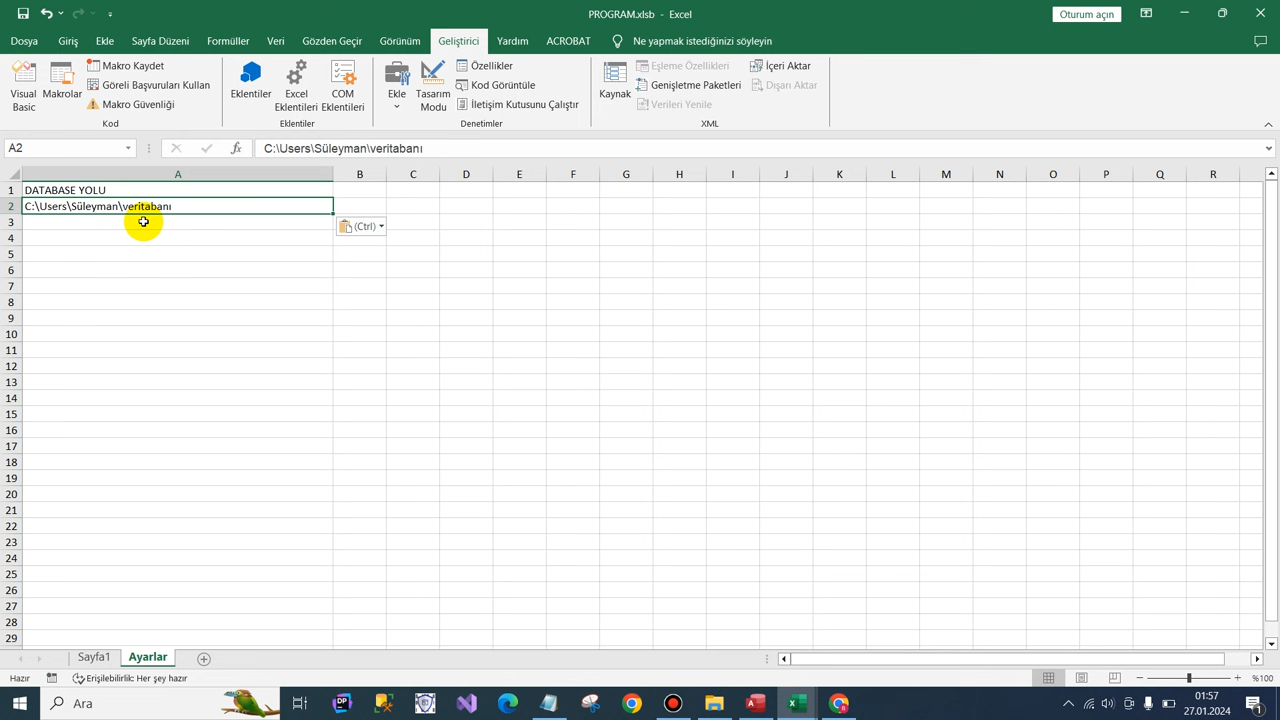 PROGRAM.xlsb - Excel
Oturum açın
Dosya Giriş Ekle Sayfa Düzeni Formüller Veri Gözden Geçir Görünüm Geliştirici Yardım ACROBAT Ne yapmak istediğinizi söyleyin
Visual Basic
Makrolar
Makro Kaydet
Göreli Başvuruları Kullan
Makro Güvenliği
Kod
Eklentiler
Excel Eklentileri
COM Eklentileri
Eklentiler
Ekle
Tasarım Modu
Özellikler
Kod Görüntüle
İletişim Kutusunu Çalıştır
Denetimler
Kaynak
Eşleme Özellikleri
Genişletme Paketleri
Verileri Yenile
İçeri Aktar
Dışarı Aktar
XML
A2 fx C:\Users\Süleyman\veritabanı
A B C D E F G H I J K L M N O P Q R
1 DATABASE YOLU
2 C:\Users\Süleyman\veritabanı
3 (Ctrl)
4
5
6
7
8
9
10
11
12
13
14
15
16
17
18
19
20
21
22
23
24
25
26
27
28
29
Sayfa1 Ayarlar
Hazır Erişilebilirlik: Her şey hazır %100
Ara
01:57
27.01.2024